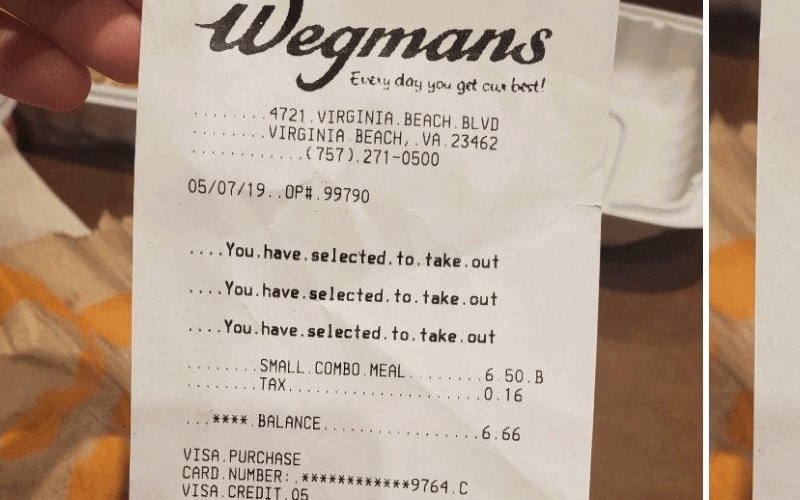 Wegmans
Every day you get our best!
........4721.VIRGINIA.BEACH.BLVD
........VIRGINIA.BEACH,.VA.23462
............(757).271-0500
05/07/19..OP#.99790
....You.have.selected.to.take.out
....You.have.selected.to.take.out
....You.have.selected.to.take.out
........SMALL.COMBO.MEAL........6.50.B
........TAX....................0.16
...****.BALANCE.................6.66
VISA.PURCHASE
CARD.NUMBER:.************9764.C
VISA.CREDIT.05